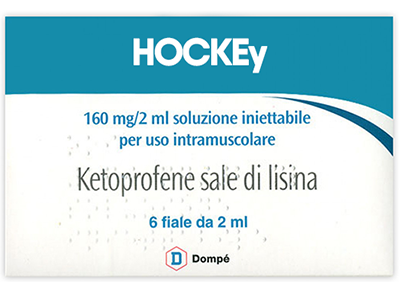 HOCKEy
160 mg/2 ml soluzione iniettabile
per uso intramuscolare
Ketoprofene sale di lisina
6 fiale da 2 ml
D Dompé